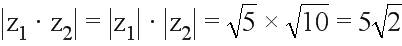 |z₁ · z₂| = |z₁| · |z₂| = √5 × √10 = 5√2